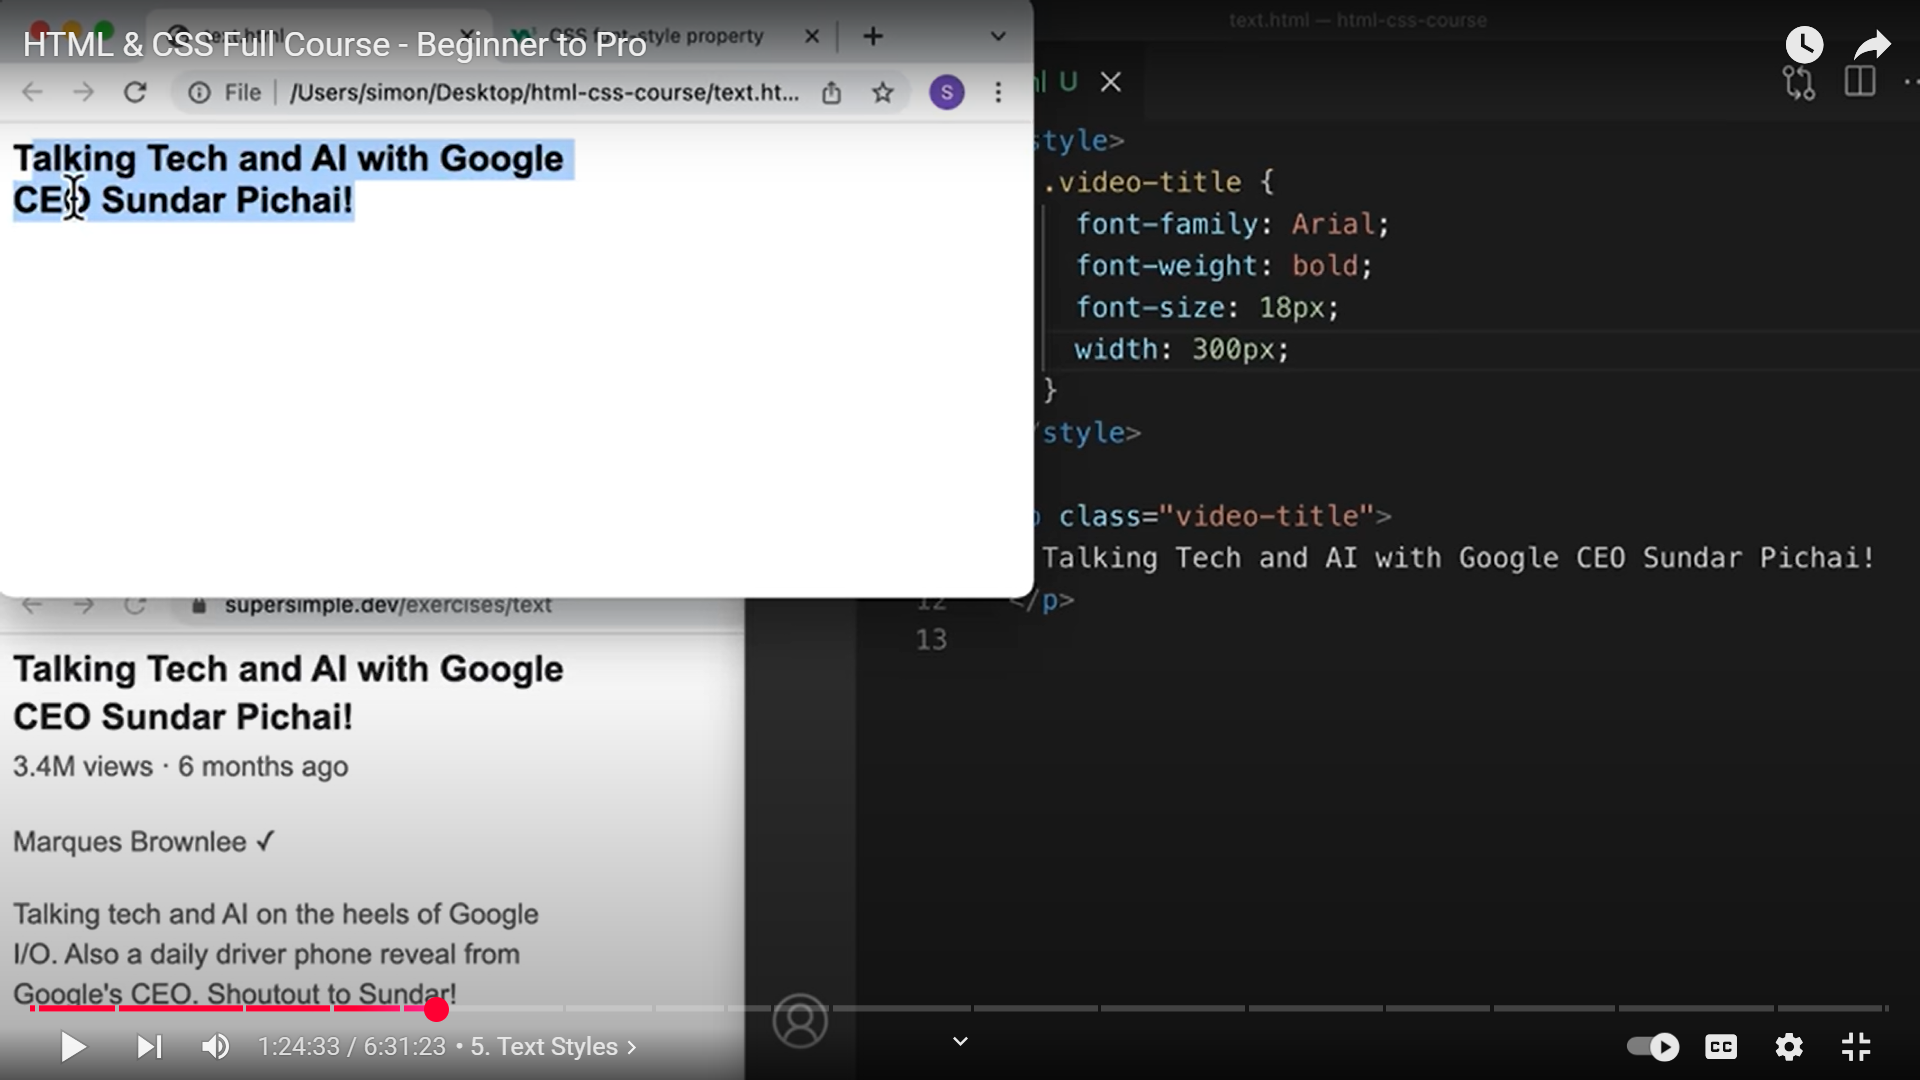 HTML & CSS Full Course - Beginner to Pro
CSS font-style property
text.html — html-css-course
File
/Users/simon/Desktop/html-css-course/text.ht...
S
U
Talking Tech and AI with Google
CEO Sundar Pichai!
style>
.video-title {
font-family: Arial;
font-weight: bold;
font-size: 18px;
width: 300px;
}
/style>
class="video-title">
Talking Tech and AI with Google CEO Sundar Pichai!
12 </p>
13
supersimple.dev/exercises/text
Talking Tech and AI with Google
CEO Sundar Pichai!
3.4M views · 6 months ago
Marques Brownlee ✓
Talking tech and AI on the heels of Google
I/O. Also a daily driver phone reveal from
Google's CEO. Shoutout to Sundar!
1:24:33 / 6:31:23 • 5. Text Styles >
CC